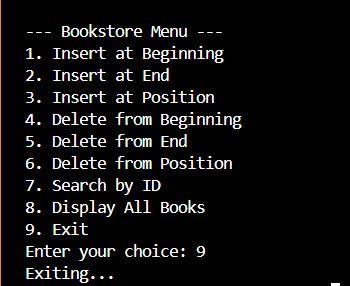 --- Bookstore Menu ---
1. Insert at Beginning
2. Insert at End
3. Insert at Position
4. Delete from Beginning
5. Delete from End
6. Delete from Position
7. Search by ID
8. Display All Books
9. Exit
Enter your choice: 9
Exiting...